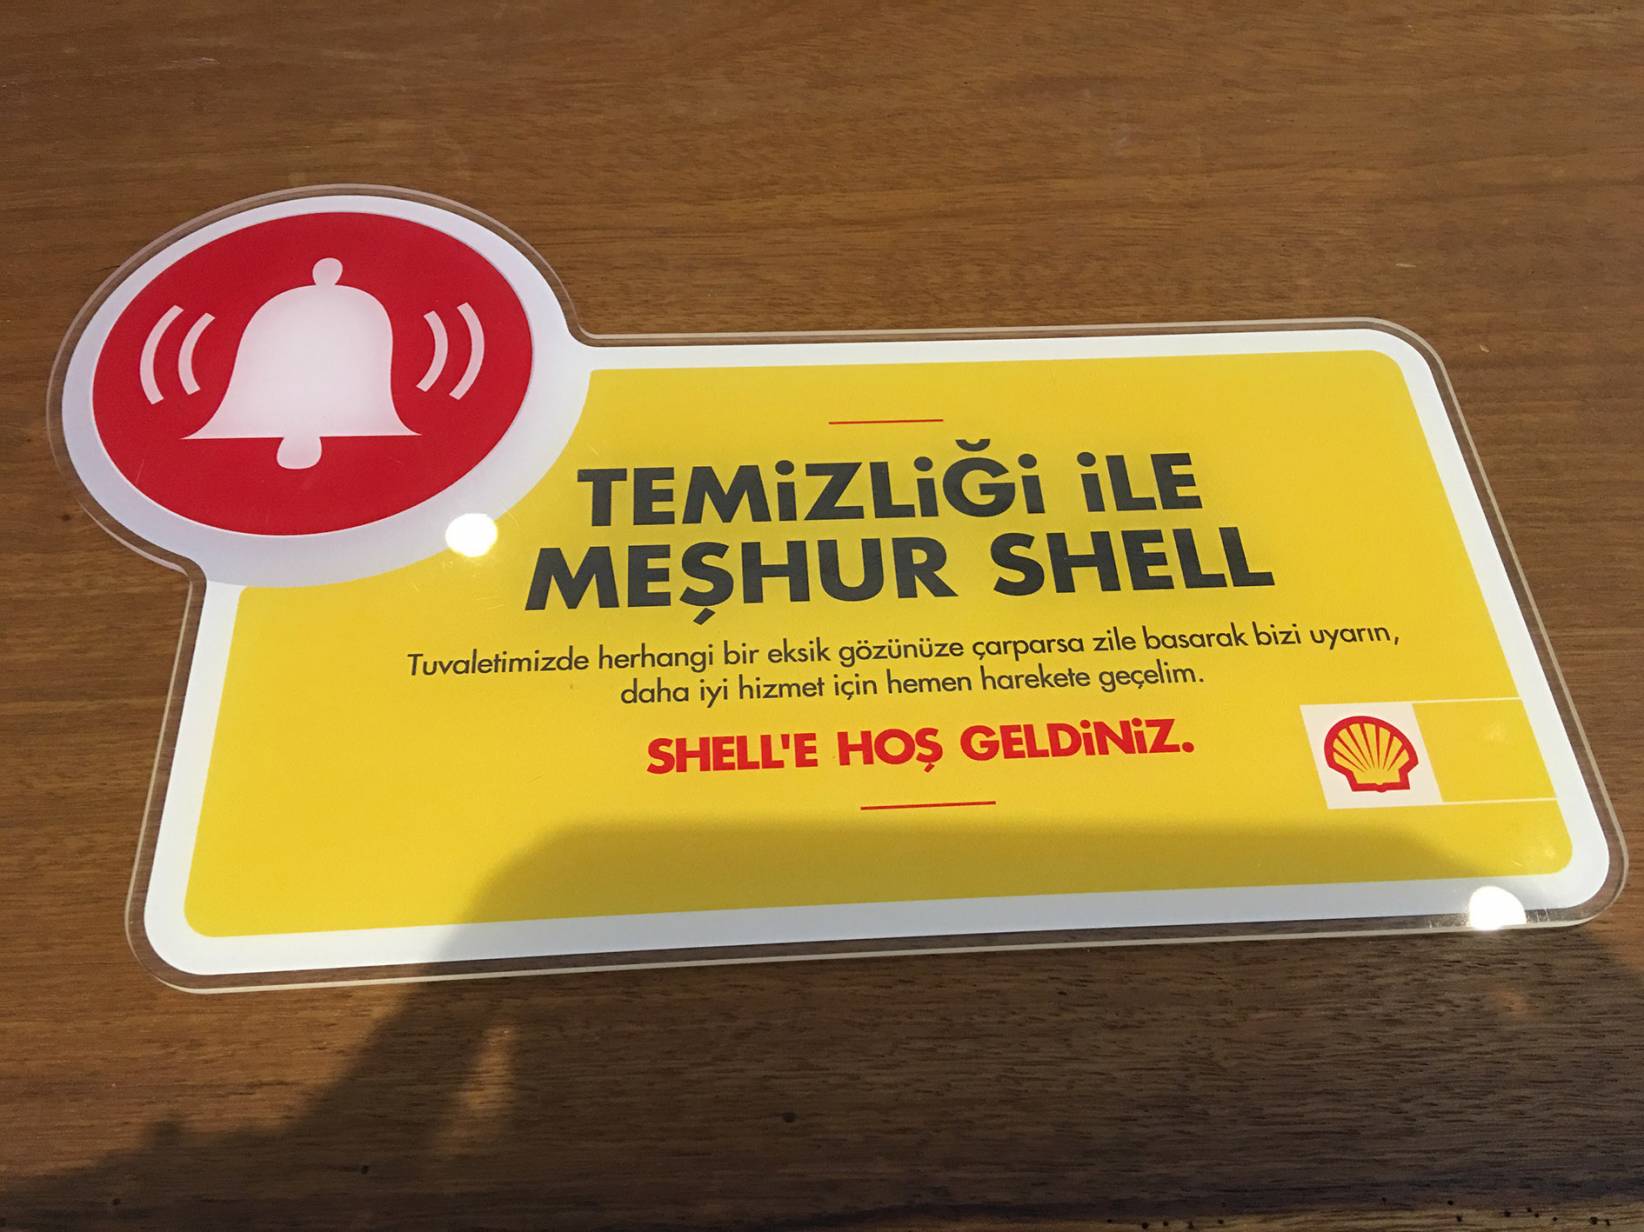 TEMİZLİĞİ İLE
MEŞHUR SHELL
Tuvaletimizde herhangi bir eksik gözünüze çarparsa zile basarak bizi uyarın,
daha iyi hizmet için hemen harekete geçelim.
SHELL'E HOŞ GELDİNİZ.